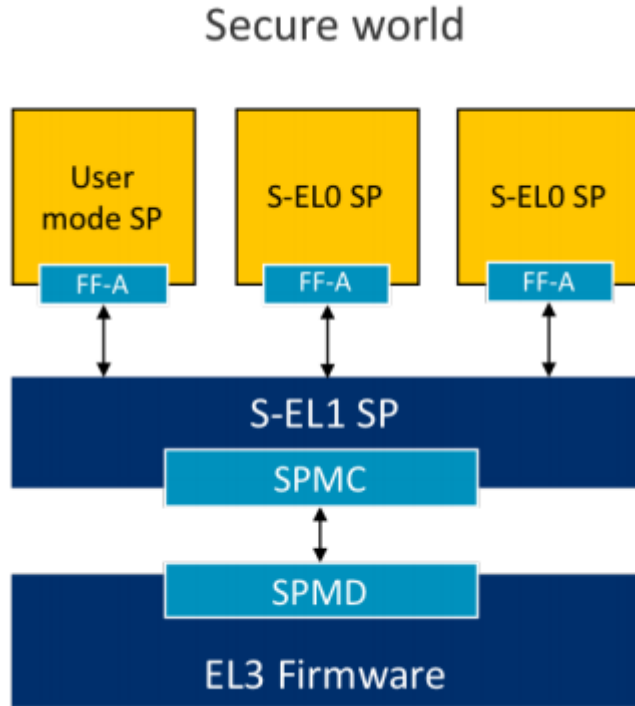 Secure world
User
mode SP
S-EL0 SP
S-EL0 SP
FF-A
FF-A
FF-A
S-EL1 SP
SPMC
SPMD
EL3 Firmware